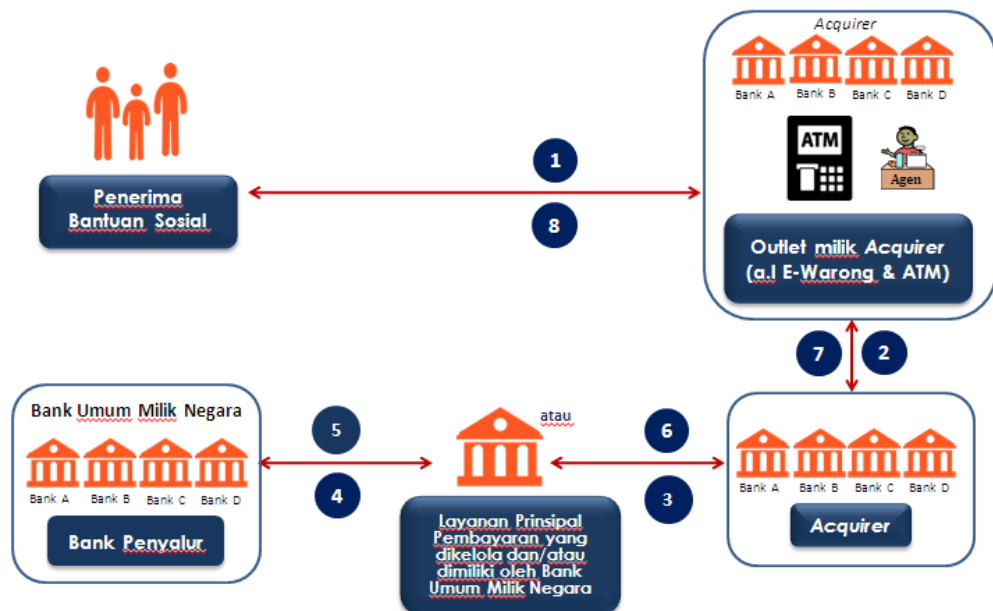 Acquirer
Bank A
Bank B
Bank C
Bank D
ATM
Agen
Penerima
Bantuan Sosial
1
8
Outlet milik Acquirer
(a.l E-Warong & ATM)
7
2
Bank Umum Milik Negara
Bank A
Bank B
Bank C
Bank D
Bank Penyalur
5
4
atau
Layanan Prinsipal
Pembayaran yang
dikelola dan/atau
dimiliki oleh Bank
Umum Milik Negara
6
3
Bank A
Bank B
Bank C
Bank D
Acquirer